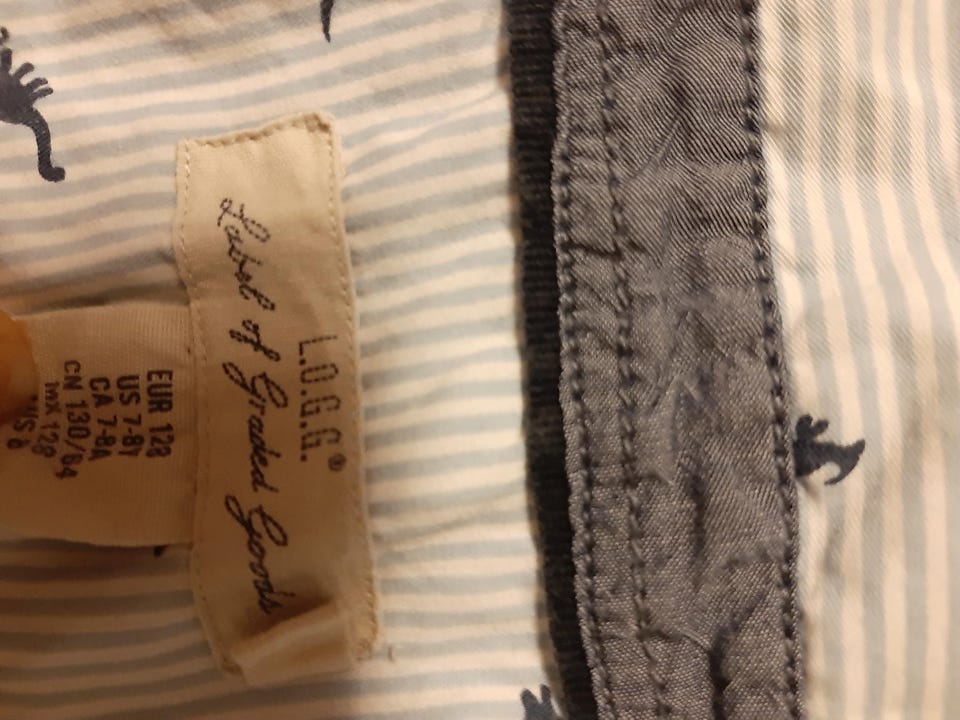 L.O.G.G.®
Label of Graded Goods
EUR 128
US 7-8Y
CA 7-8A
CN 130/64
MX 128